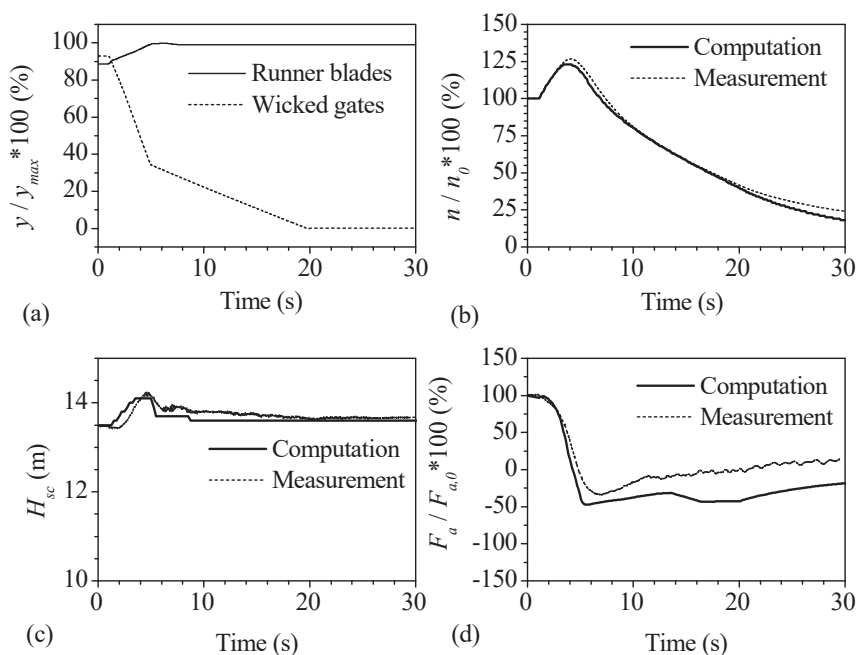 100
80
60
40
20
0
y / y_max*100 (%)
Runner blades
Wicked gates
0 10 20 30
Time (s)
(a)
150
125
100
75
50
25
0
n / n_0*100 (%)
Computation
Measurement
0 10 20 30
Time (s)
(b)
14
12
10
H_sc (m)
Computation
Measurement
0 10 20 30
Time (s)
(c)
150
100
50
0
-50
-100
-150
F_a / F_a,0*100 (%)
Computation
Measurement
0 10 20 30
Time (s)
(d)